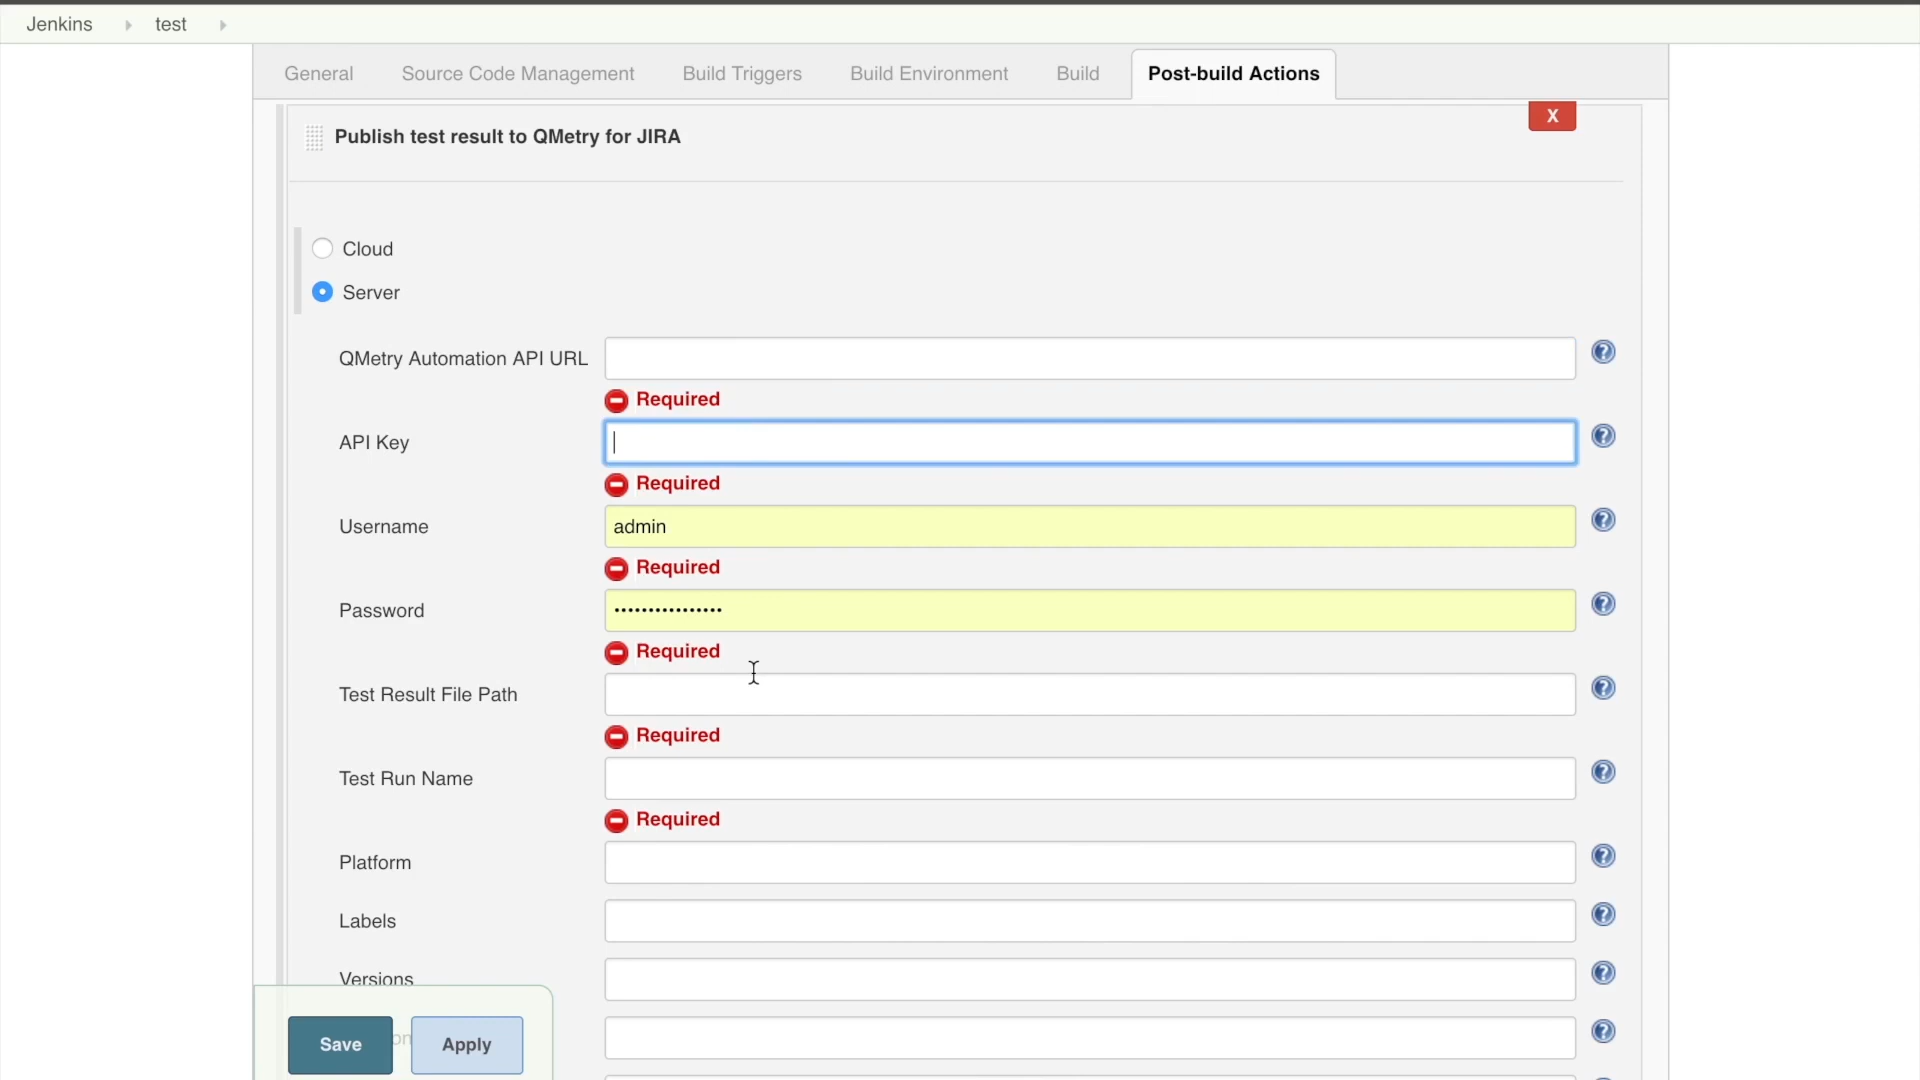 Jenkins test
General Source Code Management Build Triggers Build Environment Build Post-build Actions
X
Publish test result to QMetry for JIRA
Cloud
Server
QMetry Automation API URL
Required
API Key
Required
Username admin
Required
Password ••••••••••••••••
Required
Test Result File Path
Required
Test Run Name
Required
Platform
Labels
Versions
Save Apply